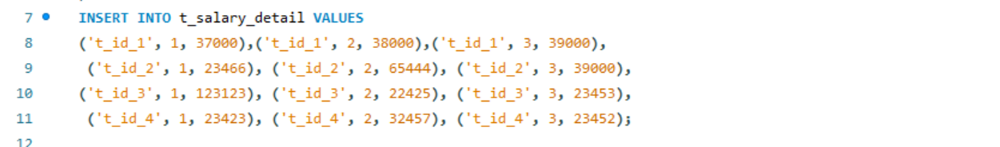 7 INSERT INTO t_salary_detail VALUES
8 ('t_id_1', 1, 37000),('t_id_1', 2, 38000),('t_id_1', 3, 39000),
9 ('t_id_2', 1, 23466), ('t_id_2', 2, 65444), ('t_id_2', 3, 39000),
10 ('t_id_3', 1, 123123), ('t_id_3', 2, 22425), ('t_id_3', 3, 23453),
11 ('t_id_4', 1, 23423), ('t_id_4', 2, 32457), ('t_id_4', 3, 23452);
12